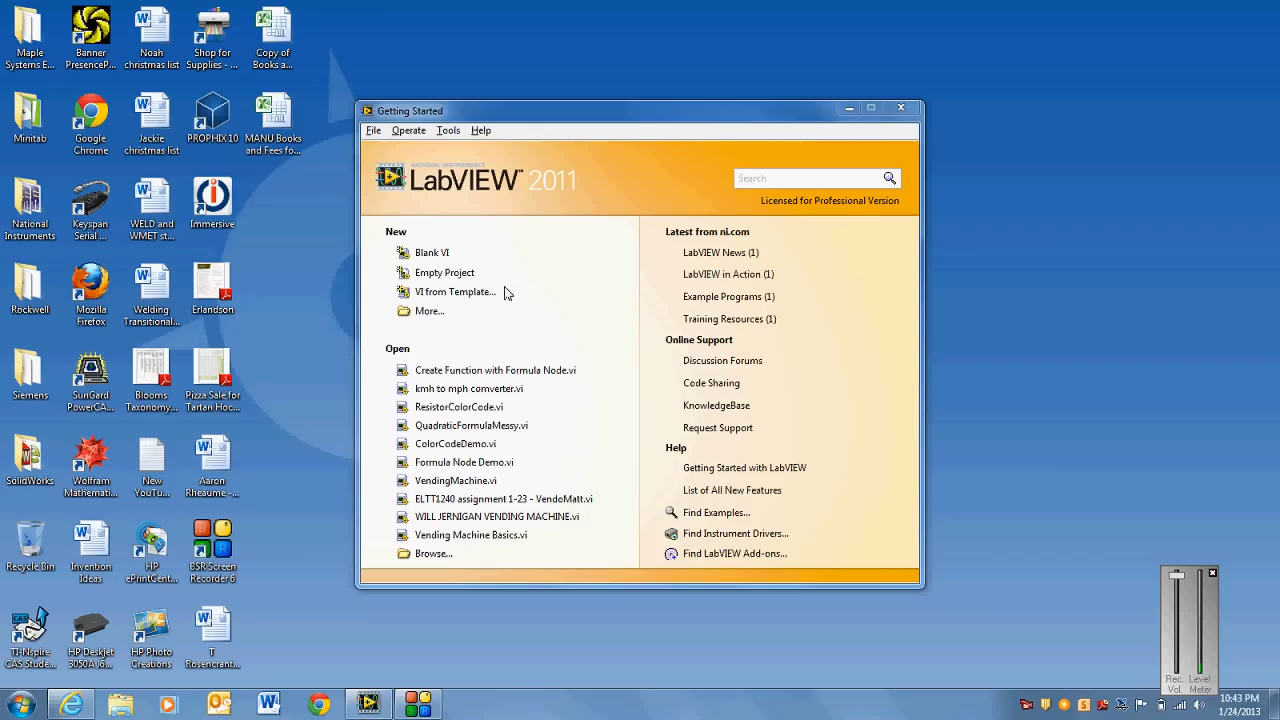 Maple
Systems E...
Banner
PresenceP...
Noah
christmas list
Shop for
Supplies - ...
Copy of
Books a...
Minitab
Google
Chrome
Jackie
christmas list
PROPHIX 10
MANU Books
and Fees fo...
National
Instruments
Keyspan
Serial ...
WELD and
WMET st...
Immersive
Rockwell
Mozilla
Firefox
Welding
Transitional...
Erlandson
Siemens
SunGard
PowerCA...
Blooms
Taxonomy...
Pizza Sale for
Tartan Hoc...
SolidWorks
Wolfram
Mathemati...
New
YouTu...
Aaron
Rheaume -...
Recycle Bin
Invention
Ideas
HP
ePrintCent...
BSR Screen
Recorder 6
TI-Nspire
CAS Stude...
HP Deskjet
3050A J6...
HP Photo
Creations
T
Rosencrant...
Getting Started
File Operate Tools Help
NATIONAL INSTRUMENTS
LabVIEW™ 2011
Search
Licensed for Professional Version
New
Blank VI
Empty Project
VI from Template...
More...
Open
Create Function with Formula Node.vi
kmh to mph comverter.vi
ResistorColorCode.vi
QuadraticFormulaMessy.vi
ColorCodeDemo.vi
Formula Node Demo.vi
VendingMachine.vi
ELTT1240 assignment 1-23 - VendoMatt.vi
WILL JERNIGAN VENDING MACHINE.vi
Vending Machine Basics.vi
Browse...
Latest from ni.com
LabVIEW News (1)
LabVIEW in Action (1)
Example Programs (1)
Training Resources (1)
Online Support
Discussion Forums
Code Sharing
KnowledgeBase
Request Support
Help
Getting Started with LabVIEW
List of All New Features
Find Examples...
Find Instrument Drivers...
Find LabVIEW Add-ons...
Rec. Level
Vol. Meter
10:43 PM
1/24/2013